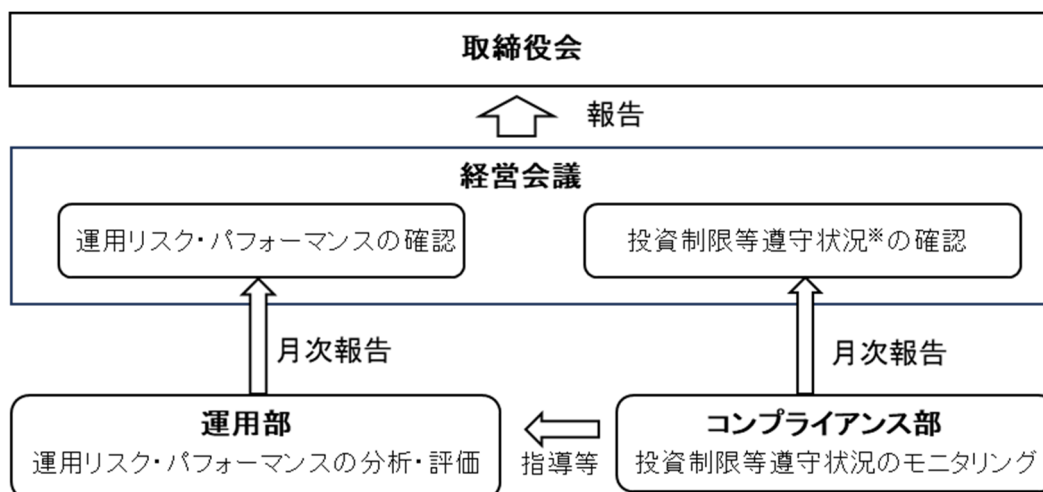 取締役会
報告
経営会議
運用リスク・パフォーマンスの確認
投資制限等遵守状況※の確認
月次報告
月次報告
運用部
運用リスク・パフォーマンスの分析・評価
指導等
コンプライアンス部
投資制限等遵守状況のモニタリング